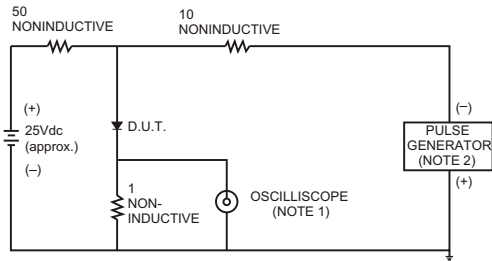 50
NONINDUCTIVE
10
NONINDUCTIVE
(+)
25Vdc
(approx.)
(–)
D.U.T.
1
NON-
INDUCTIVE
OSCILLISCOPE
(NOTE 1)
(–)
PULSE
GENERATOR
(NOTE 2)
(+)